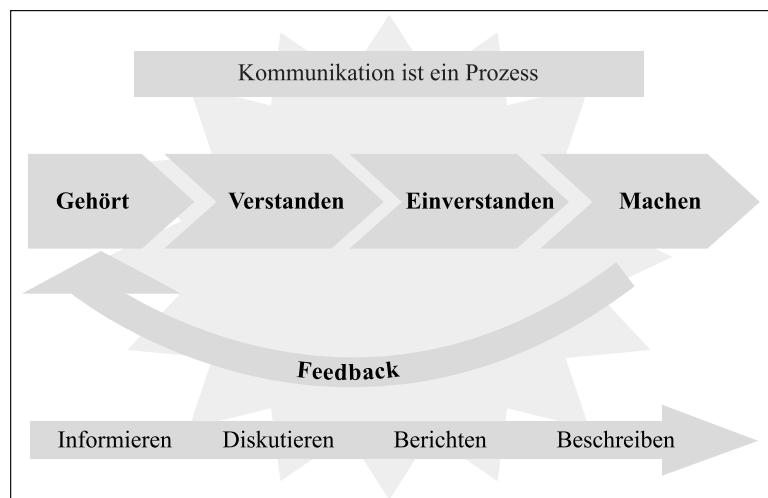 Kommunikation ist ein Prozess
Gehört Verstanden Einverstanden Machen
Feedback
Informieren Diskutieren Berichten Beschreiben